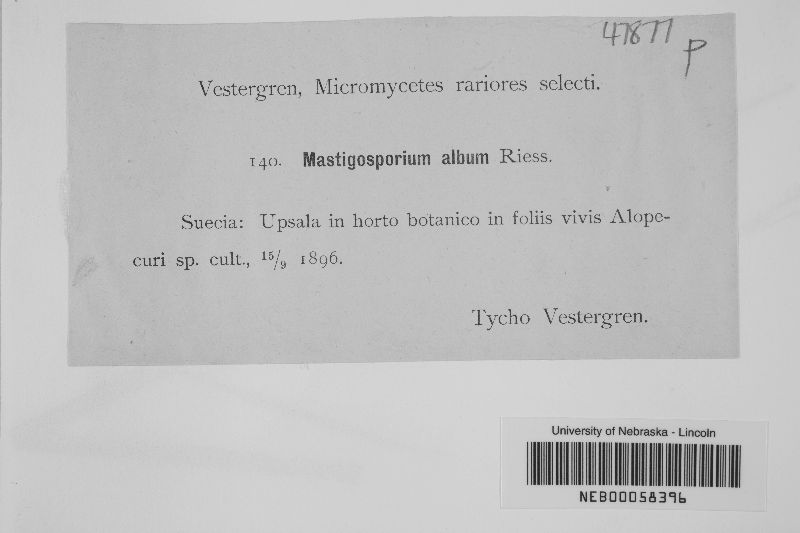 47877
p
Vestergren, Micromycetes rariores selecti.
140. Mastigosporium album Riess.
Suecia: Upsala in horto botanico in foliis vivis Alope-
curi sp. cult., 15/9 1896.
Tycho Vestergren.
University of Nebraska - Lincoln
NEB00058396